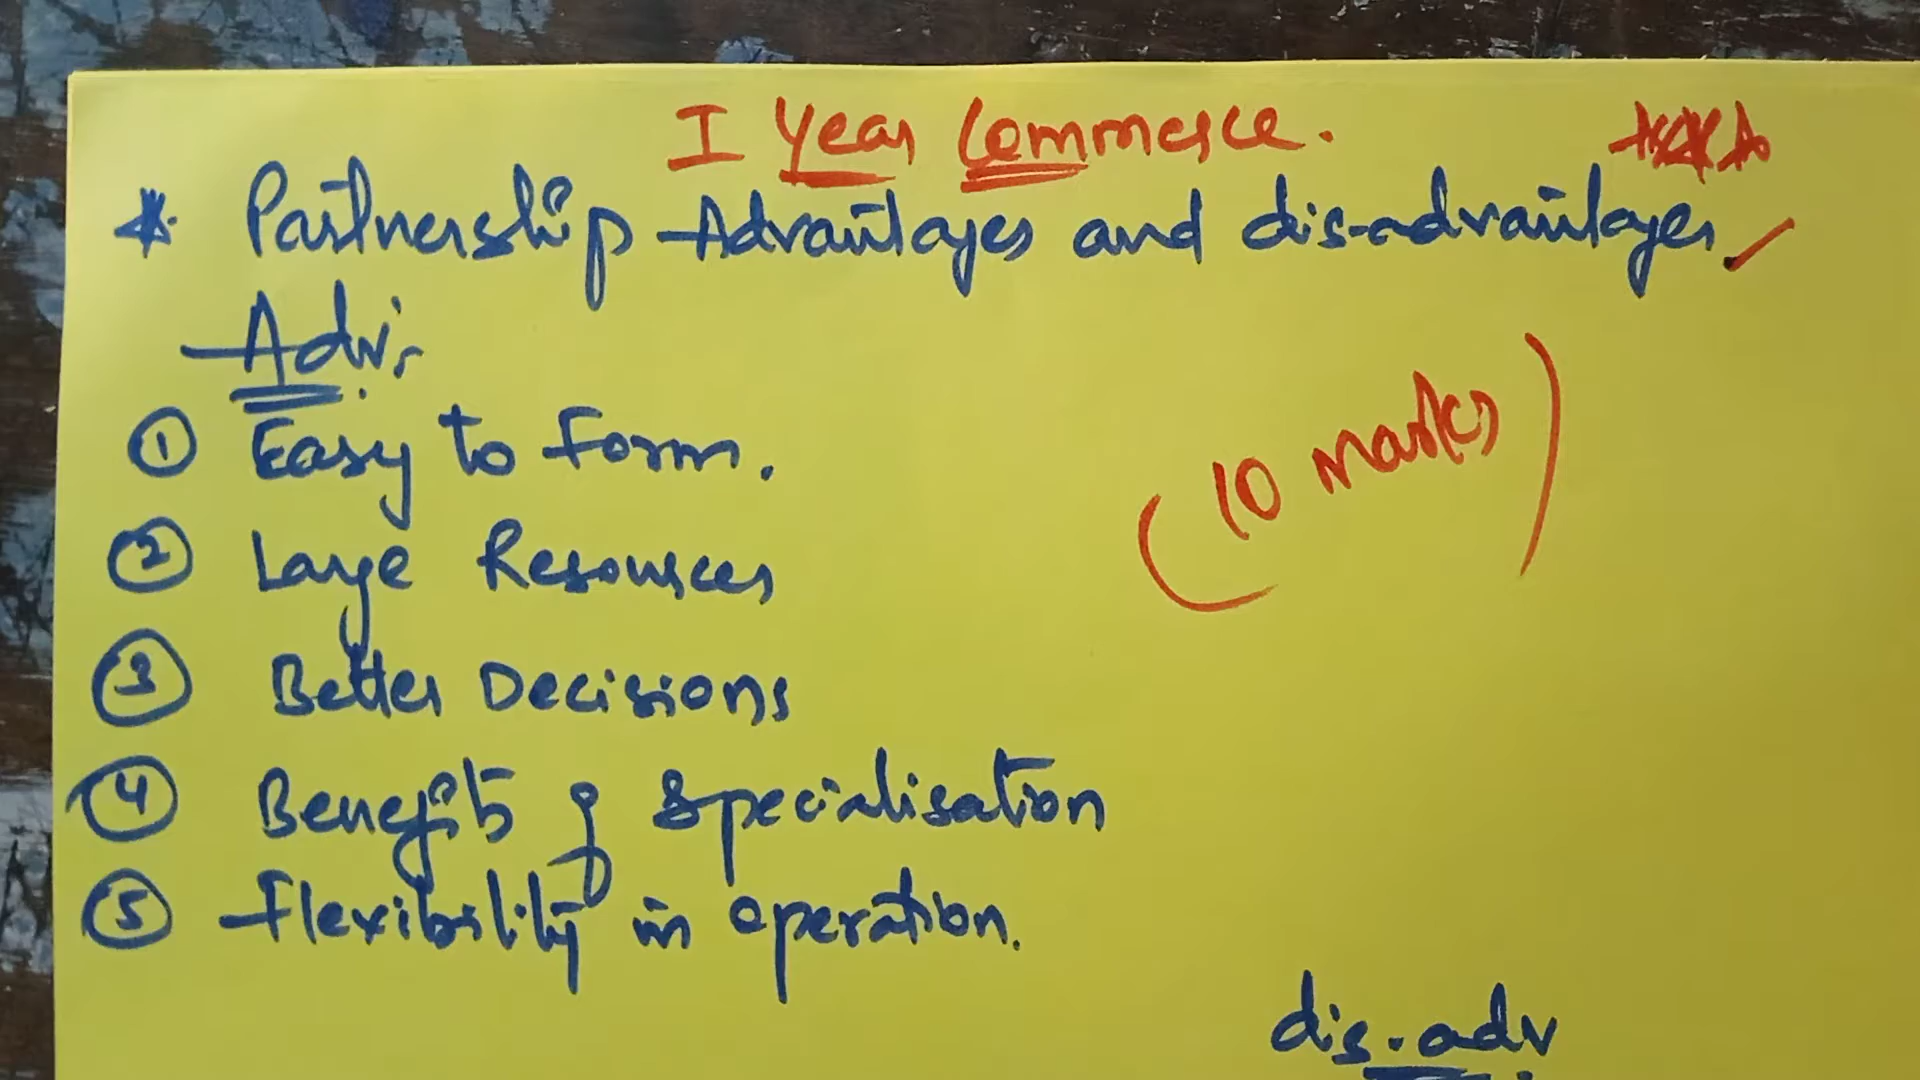 I Year Commerce.
* Partnership Advantages and dis-advantages
Adv.
① Easy to form.
② Large Resources
③ Better Decisions
④ Benefits of specialisation
⑤ Flexibility in operation.
(10 marks)
dis-adv